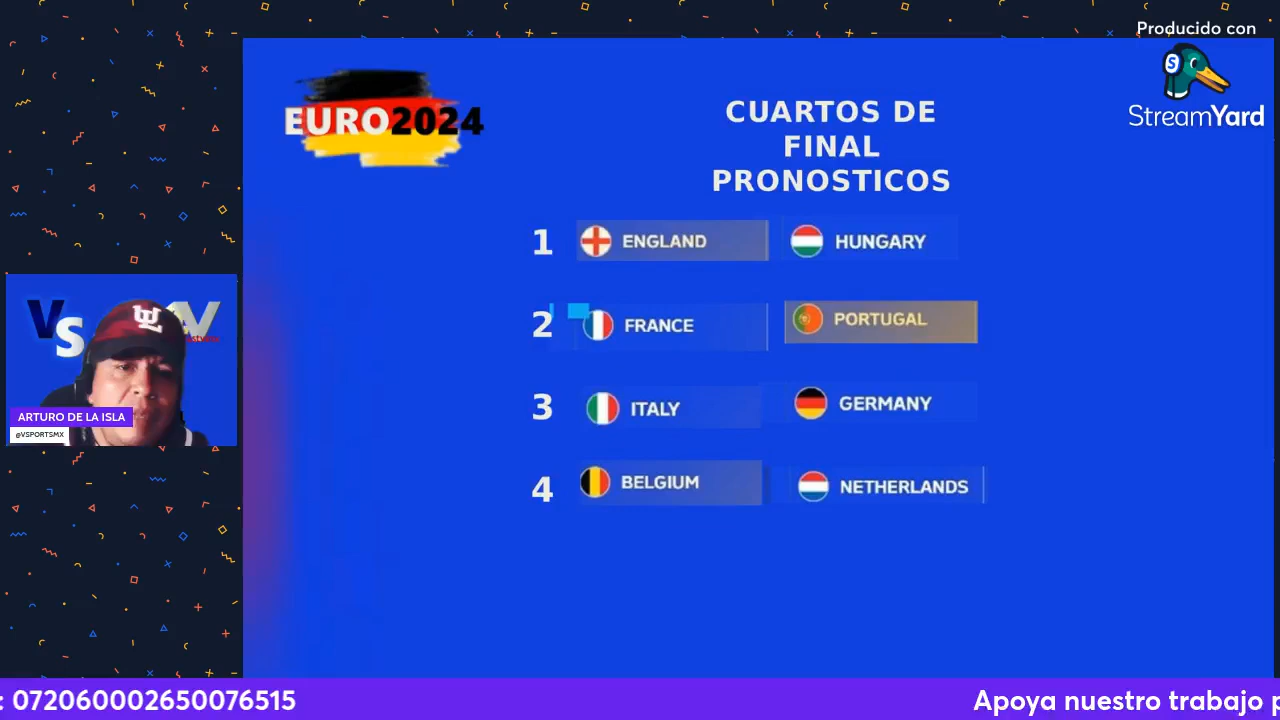 Producido con
StreamYard
EURO2024
CUARTOS DE
FINAL
PRONOSTICOS
1 ENGLAND HUNGARY
2 FRANCE PORTUGAL
3 ITALY GERMANY
4 BELGIUM NETHERLANDS
VS
ARTURO DE LA ISLA
@VSPORTSMX
: 072060002650076515
Apoya nuestro trabajo p